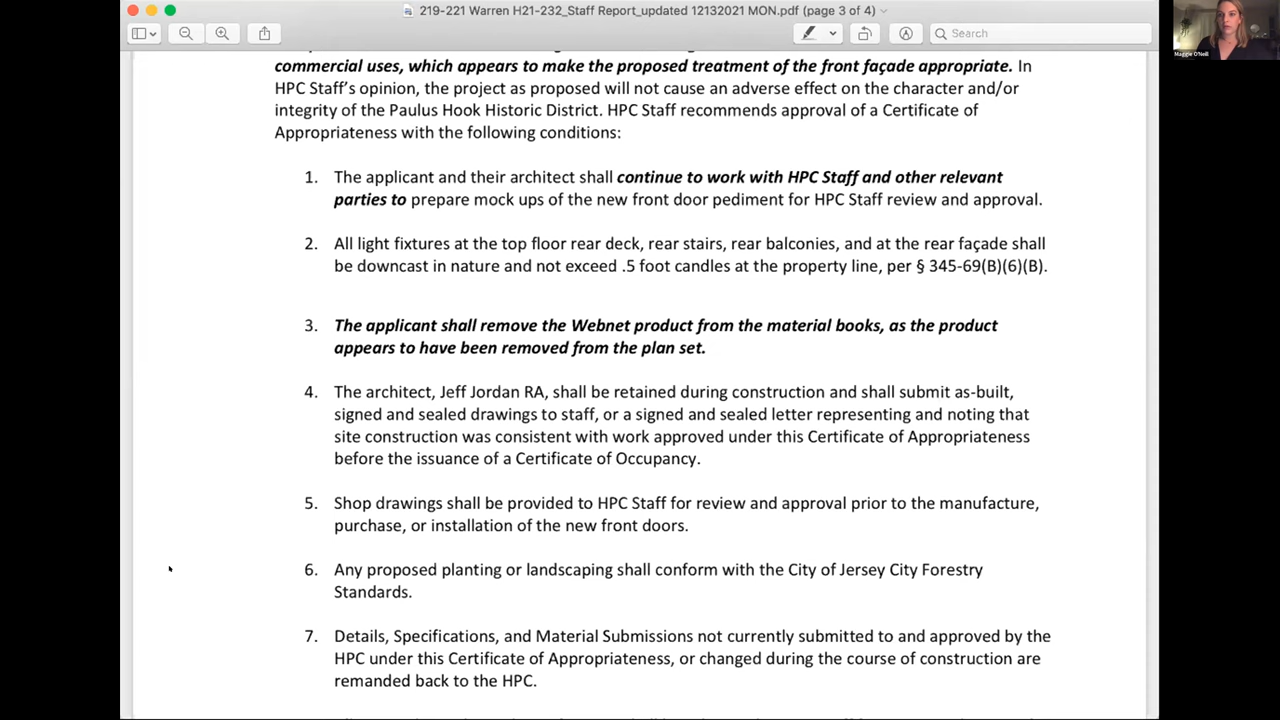 219-221 Warren H21-232_Staff Report_updated 12132021 MON.pdf (page 3 of 4)
Search
Maggie O'Neill
commercial uses, which appears to make the proposed treatment of the front façade appropriate. In
HPC Staff's opinion, the project as proposed will not cause an adverse effect on the character and/or
integrity of the Paulus Hook Historic District. HPC Staff recommends approval of a Certificate of
Appropriateness with the following conditions:
1. The applicant and their architect shall continue to work with HPC Staff and other relevant
parties to prepare mock ups of the new front door pediment for HPC Staff review and approval.
2. All light fixtures at the top floor rear deck, rear stairs, rear balconies, and at the rear façade shall
be downcast in nature and not exceed .5 foot candles at the property line, per § 345-69(B)(6)(B).
3. The applicant shall remove the Webnet product from the material books, as the product
appears to have been removed from the plan set.
4. The architect, Jeff Jordan RA, shall be retained during construction and shall submit as-built,
signed and sealed drawings to staff, or a signed and sealed letter representing and noting that
site construction was consistent with work approved under this Certificate of Appropriateness
before the issuance of a Certificate of Occupancy.
5. Shop drawings shall be provided to HPC Staff for review and approval prior to the manufacture,
purchase, or installation of the new front doors.
6. Any proposed planting or landscaping shall conform with the City of Jersey City Forestry
Standards.
7. Details, Specifications, and Material Submissions not currently submitted to and approved by the
HPC under this Certificate of Appropriateness, or changed during the course of construction are
remanded back to the HPC.